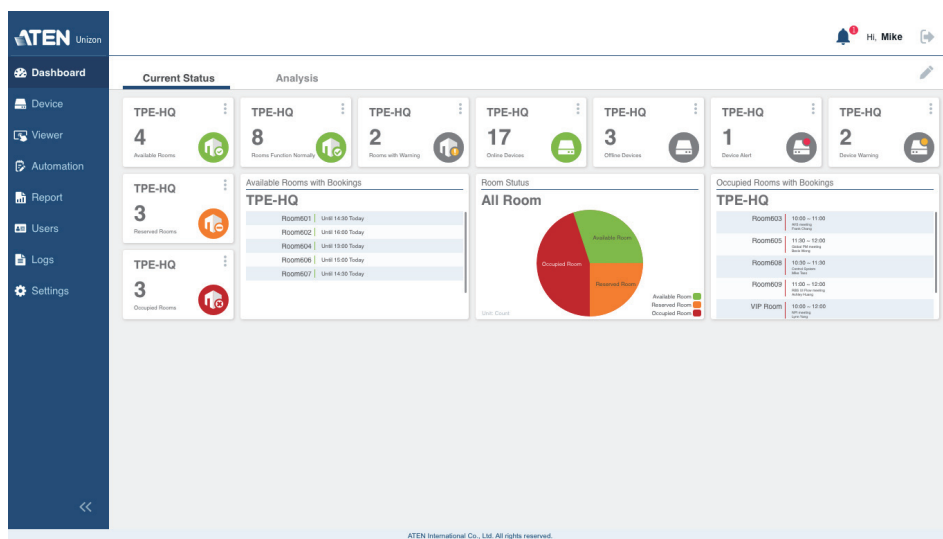 ATEN Unizon
1
Hi, Mike
Dashboard
Device
Viewer
Automation
Report
Users
Logs
Settings
Current Status
Analysis
TPE-HQ
4
Available Rooms
TPE-HQ
8
Rooms Function Normally
TPE-HQ
2
Rooms with Warning
TPE-HQ
17
Online Devices
TPE-HQ
3
Offline Devices
TPE-HQ
1
Device Alert
TPE-HQ
2
Device Warning
TPE-HQ
3
Reserved Rooms
TPE-HQ
3
Occupied Rooms
Available Rooms with Bookings
TPE-HQ
Room601 Until 14:30 Today
Room602 Until 16:00 Today
Room604 Until 13:00 Today
Room606 Until 15:00 Today
Room607 Until 14:30 Today
Room Status
All Room
Available Room
Occupied Room
Reserved Room
Available Room
Reserved Room
Occupied Room
Unit: Count
Occupied Rooms with Bookings
TPE-HQ
Room603 10:00 – 11:00
Room605 11:30 – 12:00
Room608 10:30 – 11:30
Room609 11:00 – 12:00
VIP Room 10:00 – 12:00
ATEN International Co., Ltd. All rights reserved.